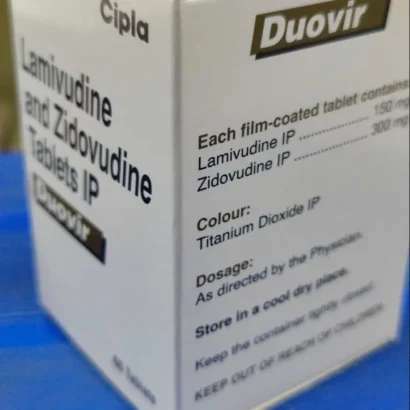 Cipla
Lamivudine
and Zidovudine
Tablets IP
Duovir
Tablets
Duovir
Each film-coated tablet contains
Lamivudine IP .................... 150 mg
Zidovudine IP .................... 300 mg
Colour:
Titanium Dioxide IP
Dosage:
As directed by the Physician.
Store in a cool dry place.
Keep the container tightly closed.
KEEP OUT OF REACH OF CHILDREN.